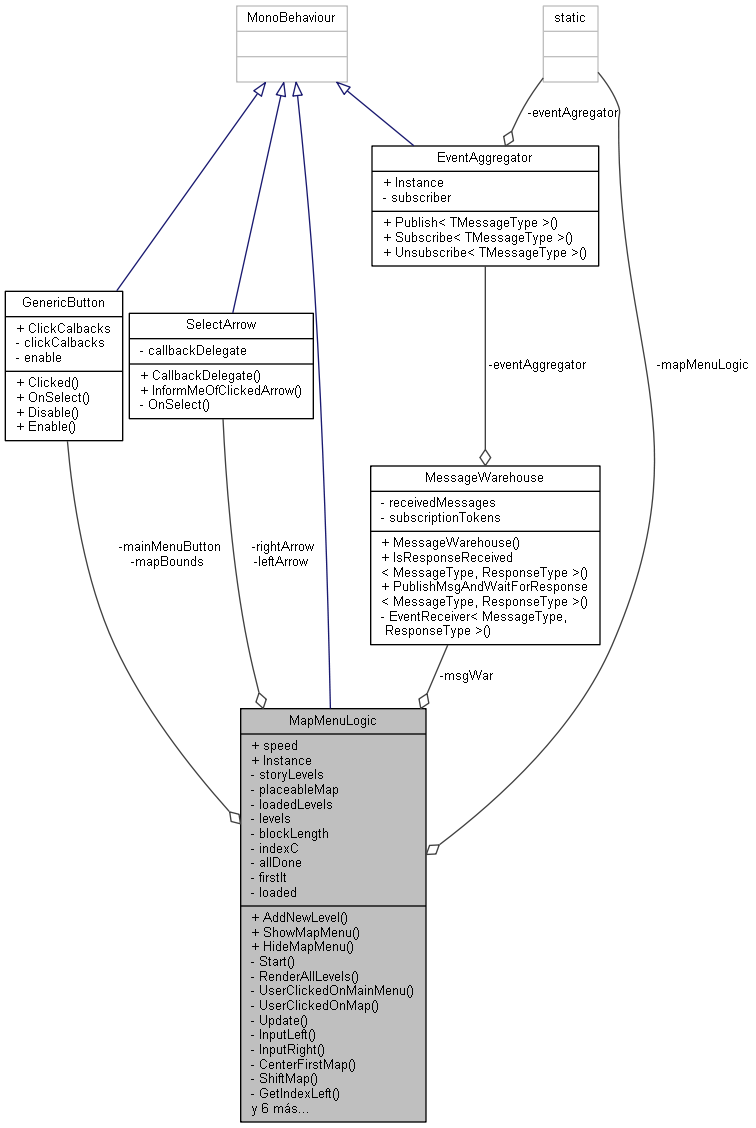 MonoBehaviour
static
-eventAgregator
EventAggregator
+ Instance
- subscriber
+ Publish< TMessageType >()
+ Subscribe< TMessageType >()
+ Unsubscribe< TMessageType >()
GenericButton
+ ClickCalbacks
- clickCalbacks
- enable
+ Clicked()
+ OnSelect()
+ Disable()
+ Enable()
SelectArrow
- callbackDelegate
+ CallbackDelegate()
+ InformMeOfClickedArrow()
- OnSelect()
-eventAggregator
-mapMenuLogic
MessageWarehouse
- receivedMessages
- subscriptionTokens
+ MessageWarehouse()
+ IsResponseReceived
< MessageType, ResponseType >()
+ PublishMsgAndWaitForResponse
< MessageType, ResponseType >()
- EventReceiver< MessageType,
ResponseType >()
-mainMenuButton
-mapBounds
-rightArrow
-leftArrow
-msgWar
MapMenuLogic
+ speed
+ Instance
- storyLevels
- placeableMap
- loadedLevels
- levels
- blockLength
- indexC
- allDone
- firstIt
- loaded
+ AddNewLevel()
+ ShowMapMenu()
+ HideMapMenu()
- Start()
- RenderAllLevels()
- UserClickedOnMainMenu()
- UserClickedOnMap()
- Update()
- InputLeft()
- InputRight()
- CenterFirstMap()
- ShiftMap()
- GetIndexLeft()
y 6 más...